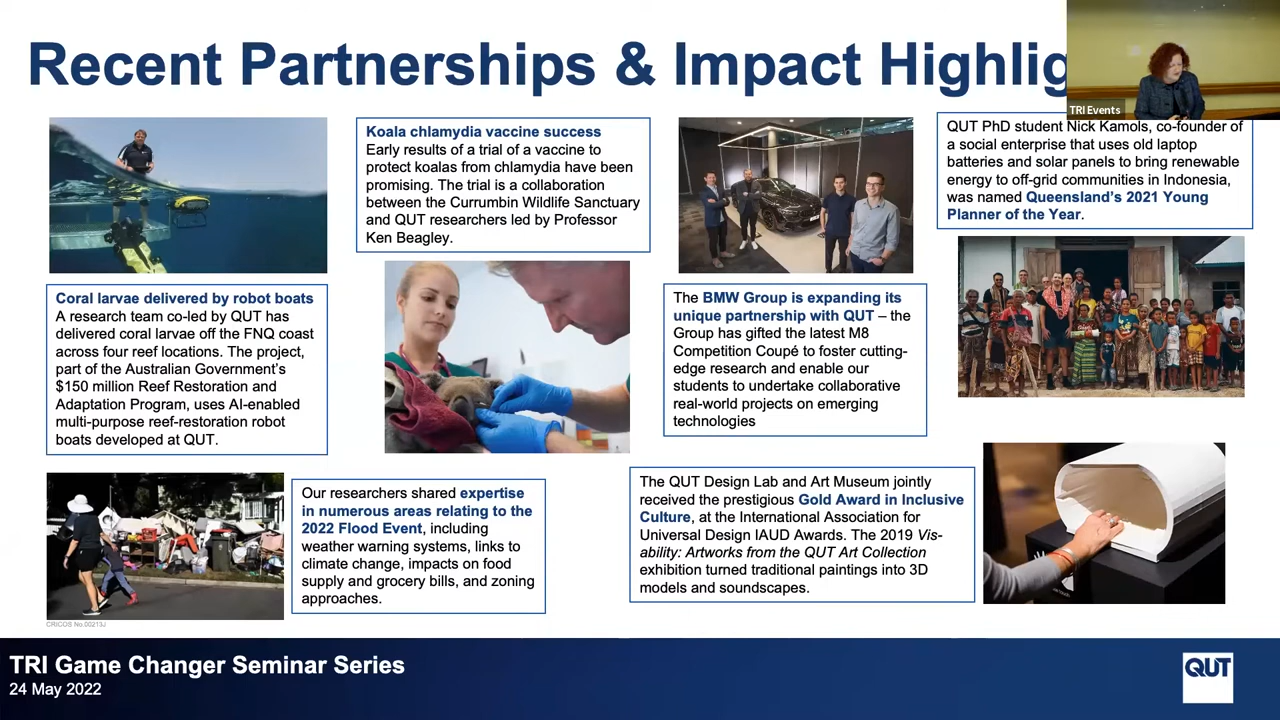 Recent Partnerships & Impact Highlig
TRI Events
Koala chlamydia vaccine success
Early results of a trial of a vaccine to
protect koalas from chlamydia have been
promising. The trial is a collaboration
between the Currumbin Wildlife Sanctuary
and QUT researchers led by Professor
Ken Beagley.
QUT PhD student Nick Kamols, co-founder of
a social enterprise that uses old laptop
batteries and solar panels to bring renewable
energy to off-grid communities in Indonesia,
was named Queensland's 2021 Young
Planner of the Year.
Coral larvae delivered by robot boats
A research team co-led by QUT has
delivered coral larvae off the FNQ coast
across four reef locations. The project,
part of the Australian Government's
$150 million Reef Restoration and
Adaptation Program, uses AI-enabled
multi-purpose reef-restoration robot
boats developed at QUT.
The BMW Group is expanding its
unique partnership with QUT – the
Group has gifted the latest M8
Competition Coupé to foster cutting-
edge research and enable our
students to undertake collaborative
real-world projects on emerging
technologies
Our researchers shared expertise
in numerous areas relating to the
2022 Flood Event, including
weather warning systems, links to
climate change, impacts on food
supply and grocery bills, and zoning
approaches.
The QUT Design Lab and Art Museum jointly
received the prestigious Gold Award in Inclusive
Culture, at the International Association for
Universal Design IAUD Awards. The 2019 Vis-
ability: Artworks from the QUT Art Collection
exhibition turned traditional paintings into 3D
models and soundscapes.
CRICOS No.00213J
TRI Game Changer Seminar Series
24 May 2022
QUT